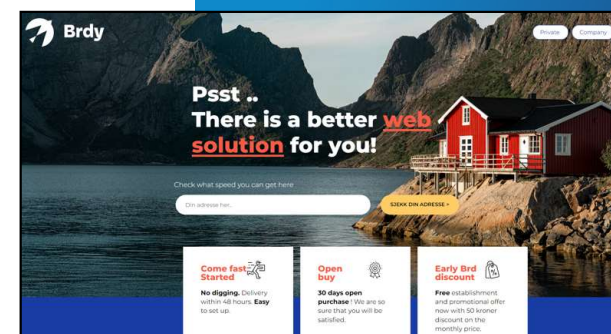 Brdy
Private Company
Psst ..
There is a better web
solution for you!
Check what speed you can get here
Din adresse her..
SJEKK DIN ADRESSE >
Come fast
Started
No digging. Delivery
within 48 hours. Easy
to set up.
Open
buy
30 days open
purchase ! We are so
sure that you will be
satisfied.
Early Brd
discount
Free establishment
and promotional offer
now with 50 kroner
discount on the
monthly price.